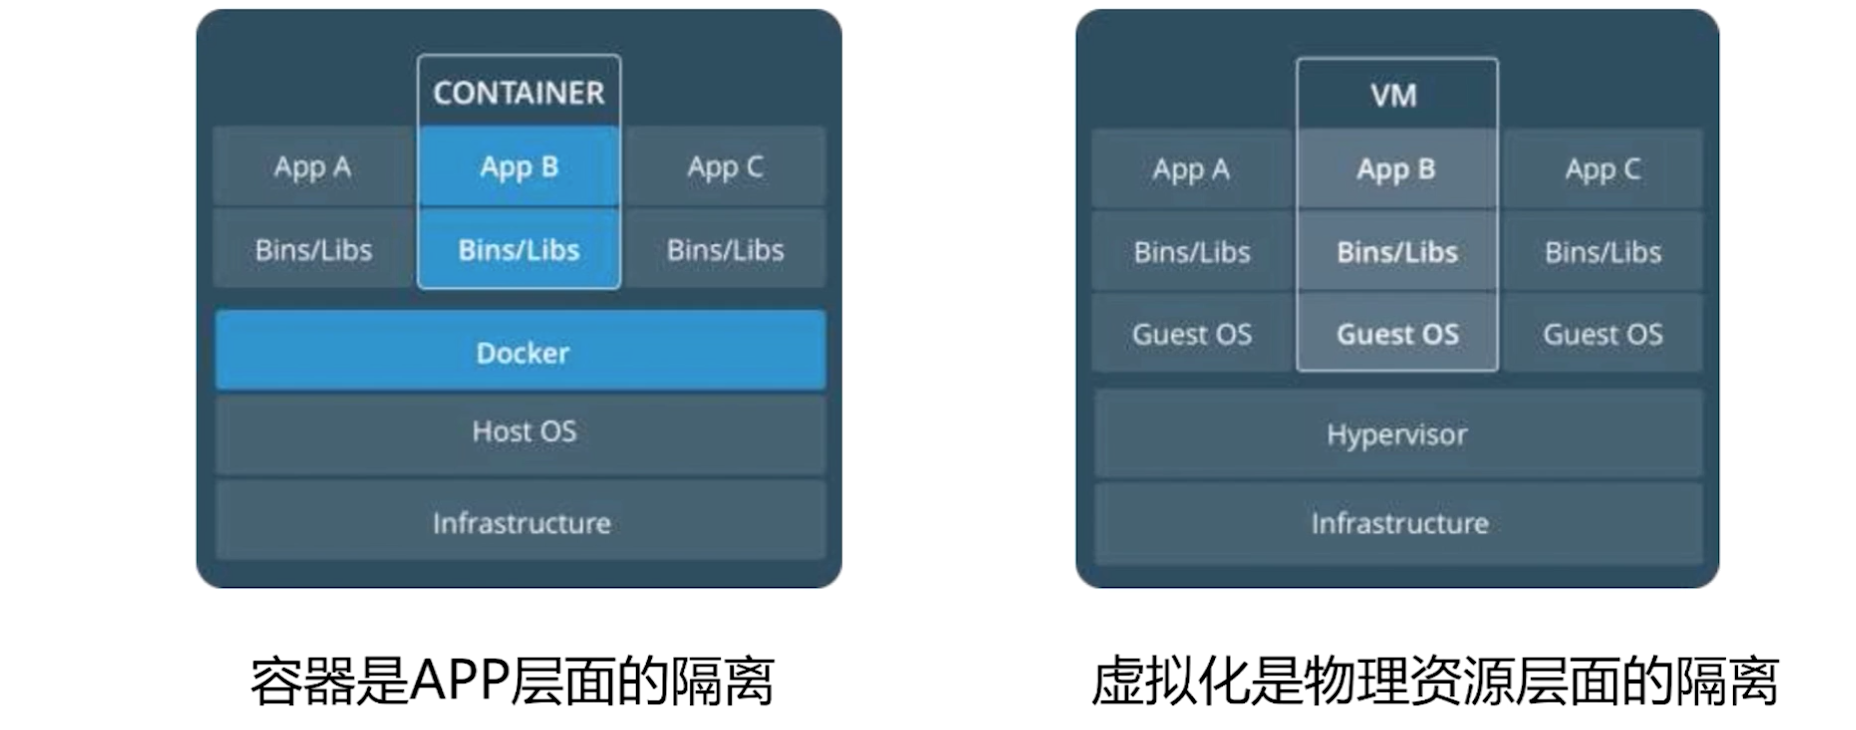 CONTAINER
App A App B App C
Bins/Libs Bins/Libs Bins/Libs
Docker
Host OS
Infrastructure
容器是APP层面的隔离
VM
App A App B App C
Bins/Libs Bins/Libs Bins/Libs
Guest OS Guest OS Guest OS
Hypervisor
Infrastructure
虚拟化是物理资源层面的隔离